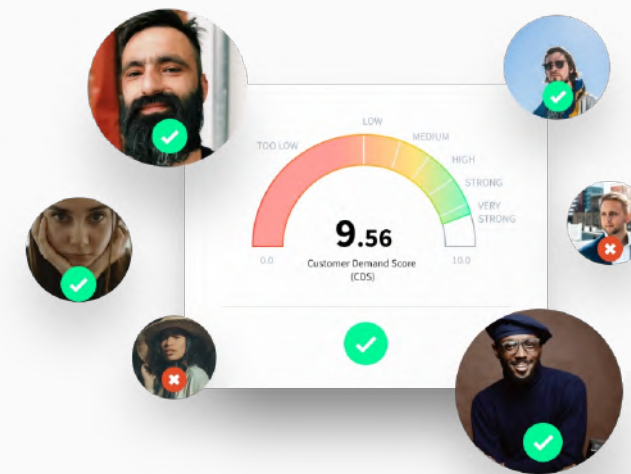 LOW
TOO LOW
MEDIUM
HIGH
STRONG
VERY
STRONG
9.56
0.0
Customer Demand Score
10.0
(CDS)